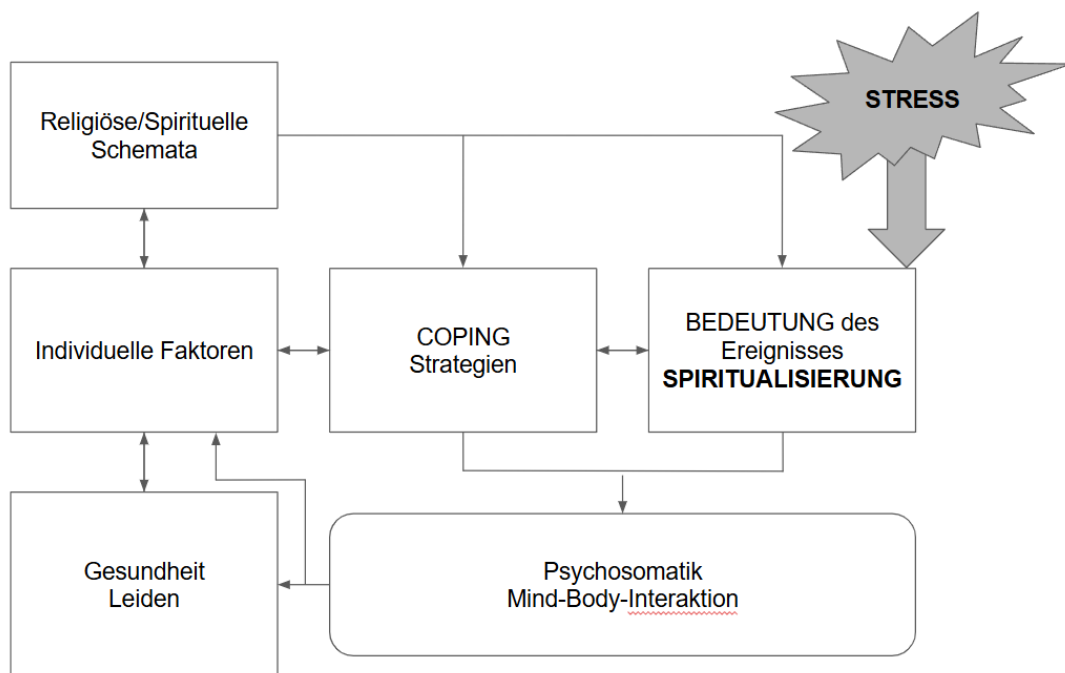 Religiöse/Spirituelle
Schemata
STRESS
Individuelle Faktoren
COPING
Strategien
BEDEUTUNG des
Ereignisses
SPIRITUALISIERUNG
Gesundheit
Leiden
Psychosomatik
Mind-Body-Interaktion